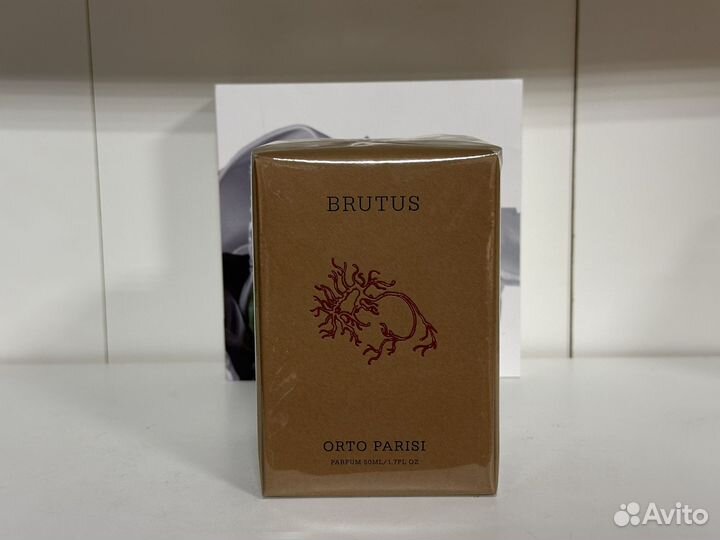 BRUTUS
ORTO PARISI
PARFUM 50ML/1.7FL OZ
Avito